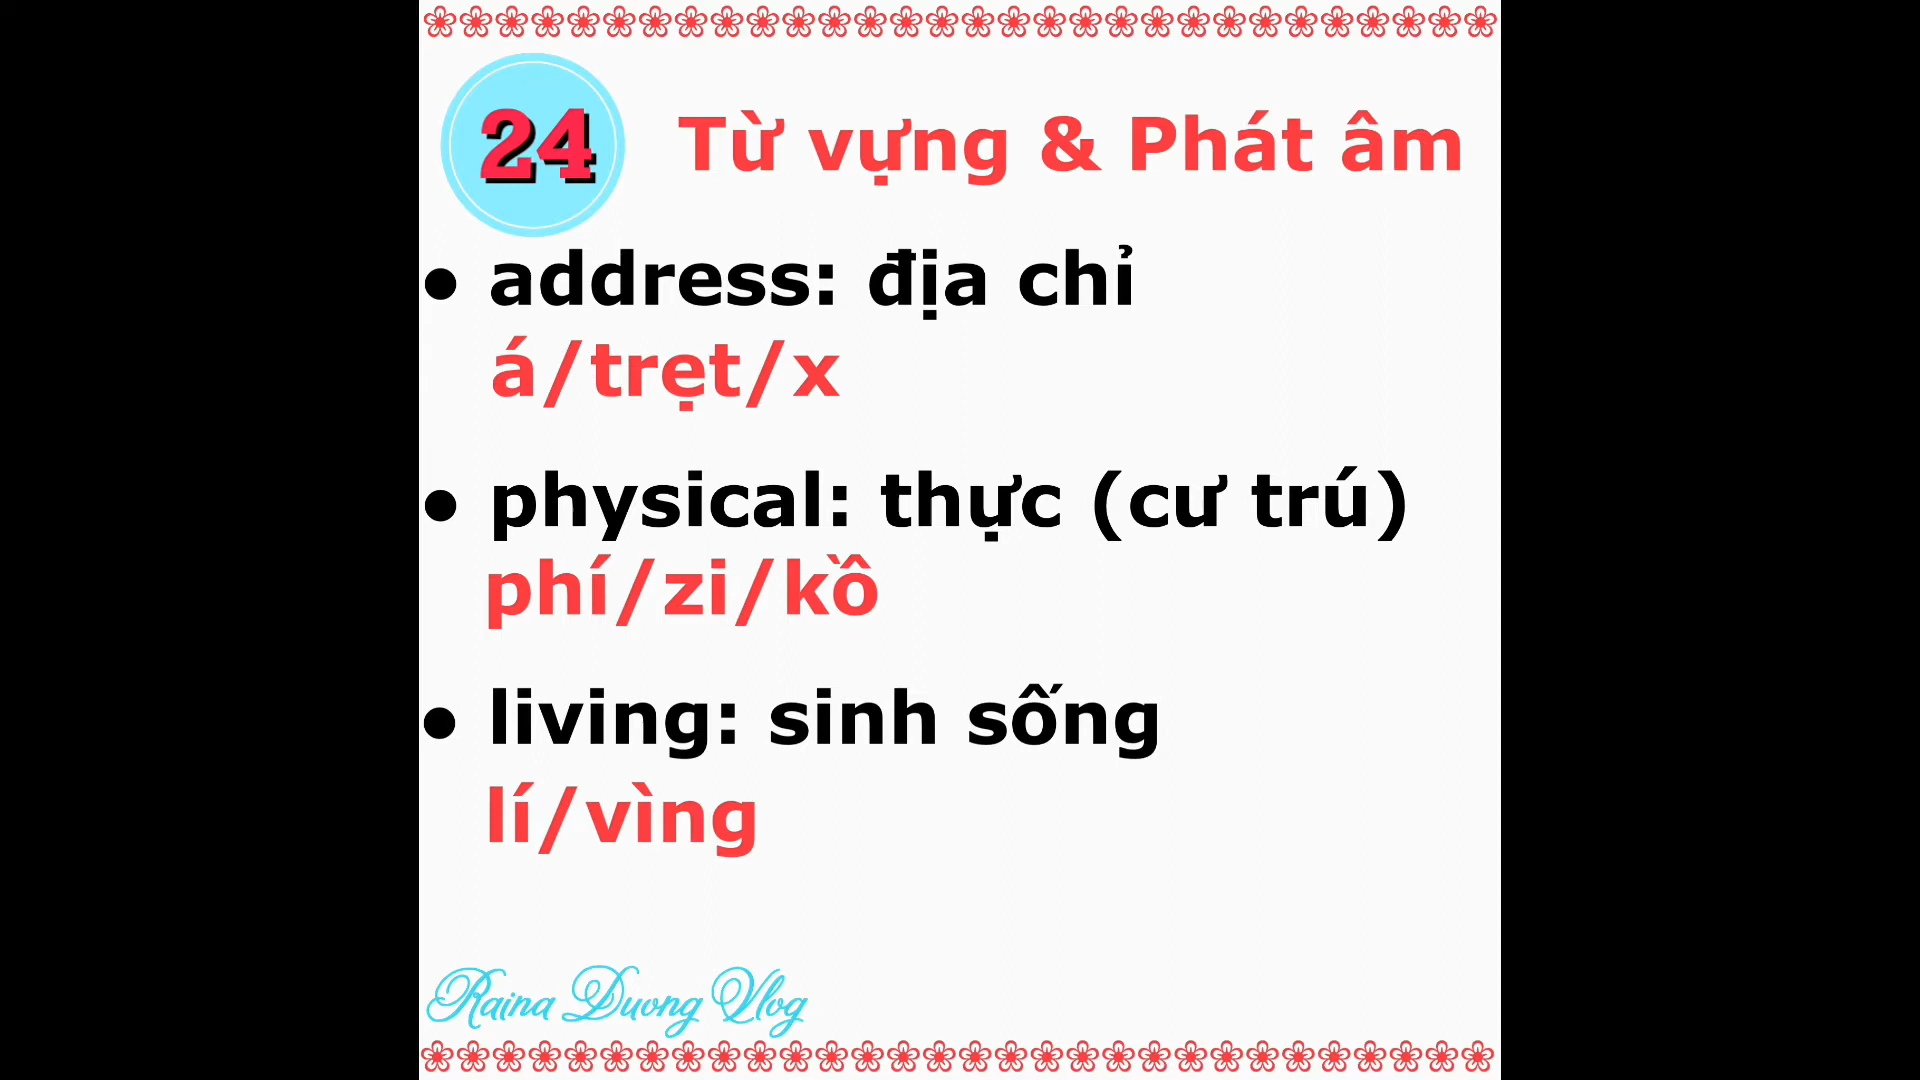 24 Từ vựng & Phát âm
• address: địa chỉ
á/trẹt/x
• physical: thực (cư trú)
phí/zi/kồ
• living: sinh sống
lí/vìng
Raina Duong Vlog